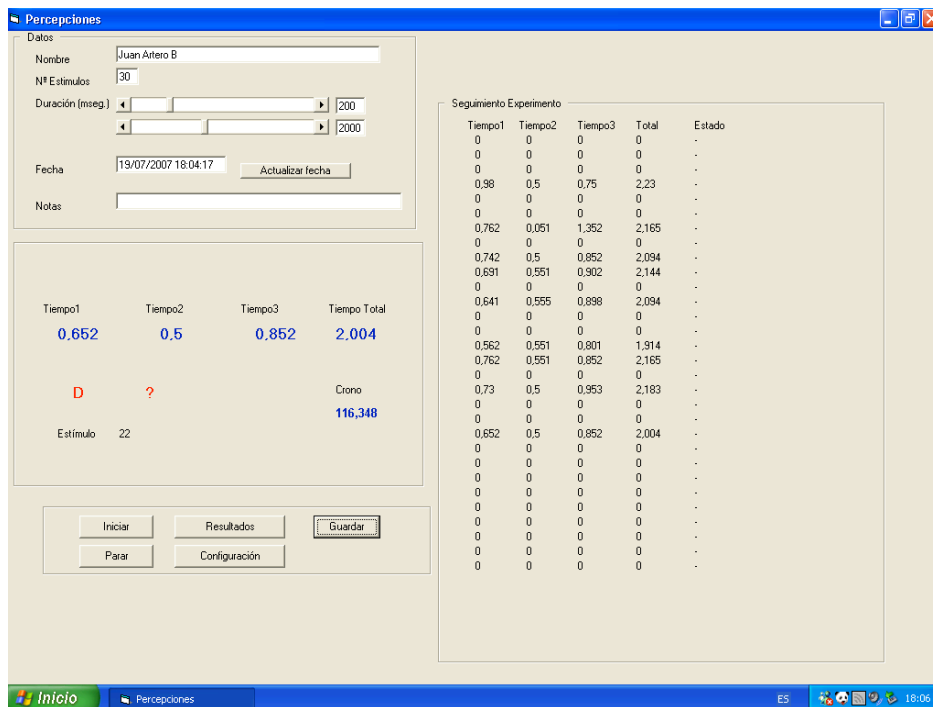 Percepciones
Datos
Nombre Juan Artero B
Nº Estimulos 30
Duración (mseg.) 200
2000
Fecha 19/07/2007 18:04:17 Actualizar fecha
Notas
Tiempo1 Tiempo2 Tiempo3 Tiempo Total
0,652 0,5 0,852 2,004
D ? Crono
116,348
Estímulo 22
Iniciar Resultados Guardar
Parar Configuración
Seguimiento Experimento
Tiempo1 Tiempo2 Tiempo3 Total Estado
0 0 0 0 -
0 0 0 0 -
0 0 0 0 -
0,98 0,5 0,75 2,23 -
0 0 0 0 -
0 0 0 0 -
0,762 0,051 1,352 2,165 -
0 0 0 0 -
0,742 0,5 0,852 2,094 -
0,691 0,551 0,902 2,144 -
0 0 0 0 -
0,641 0,555 0,898 2,094 -
0 0 0 0 -
0 0 0 0 -
0,562 0,551 0,801 1,914 -
0,762 0,551 0,852 2,165 -
0 0 0 0 -
0,73 0,5 0,953 2,183 -
0 0 0 0 -
0 0 0 0 -
0,652 0,5 0,852 2,004 -
0 0 0 0 -
0 0 0 0 -
0 0 0 0 -
0 0 0 0 -
0 0 0 0 -
0 0 0 0 -
0 0 0 0 -
0 0 0 0 -
0 0 0 0 -
Inicio Percepciones ES 18:06